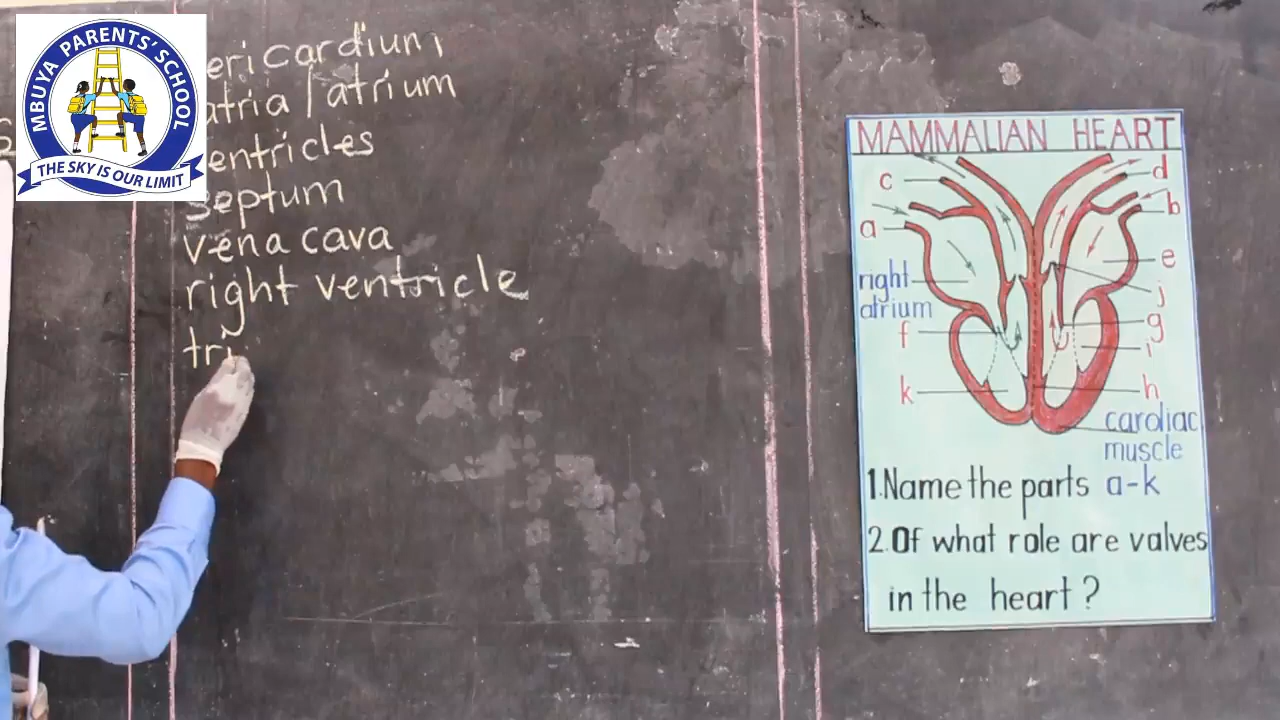 MBUYA PARENTS' SCHOOL
THE SKY IS OUR LIMIT
ericardium
atria / atrium
entricles
septum
vena cava
right ventricle
tri
MAMMALIAN HEART
c
d
a
b
right
atrium
e
j
f
g
i
k
h
cardiac
muscle
1.Name the parts a-k
2.Of what role are valves
in the heart?